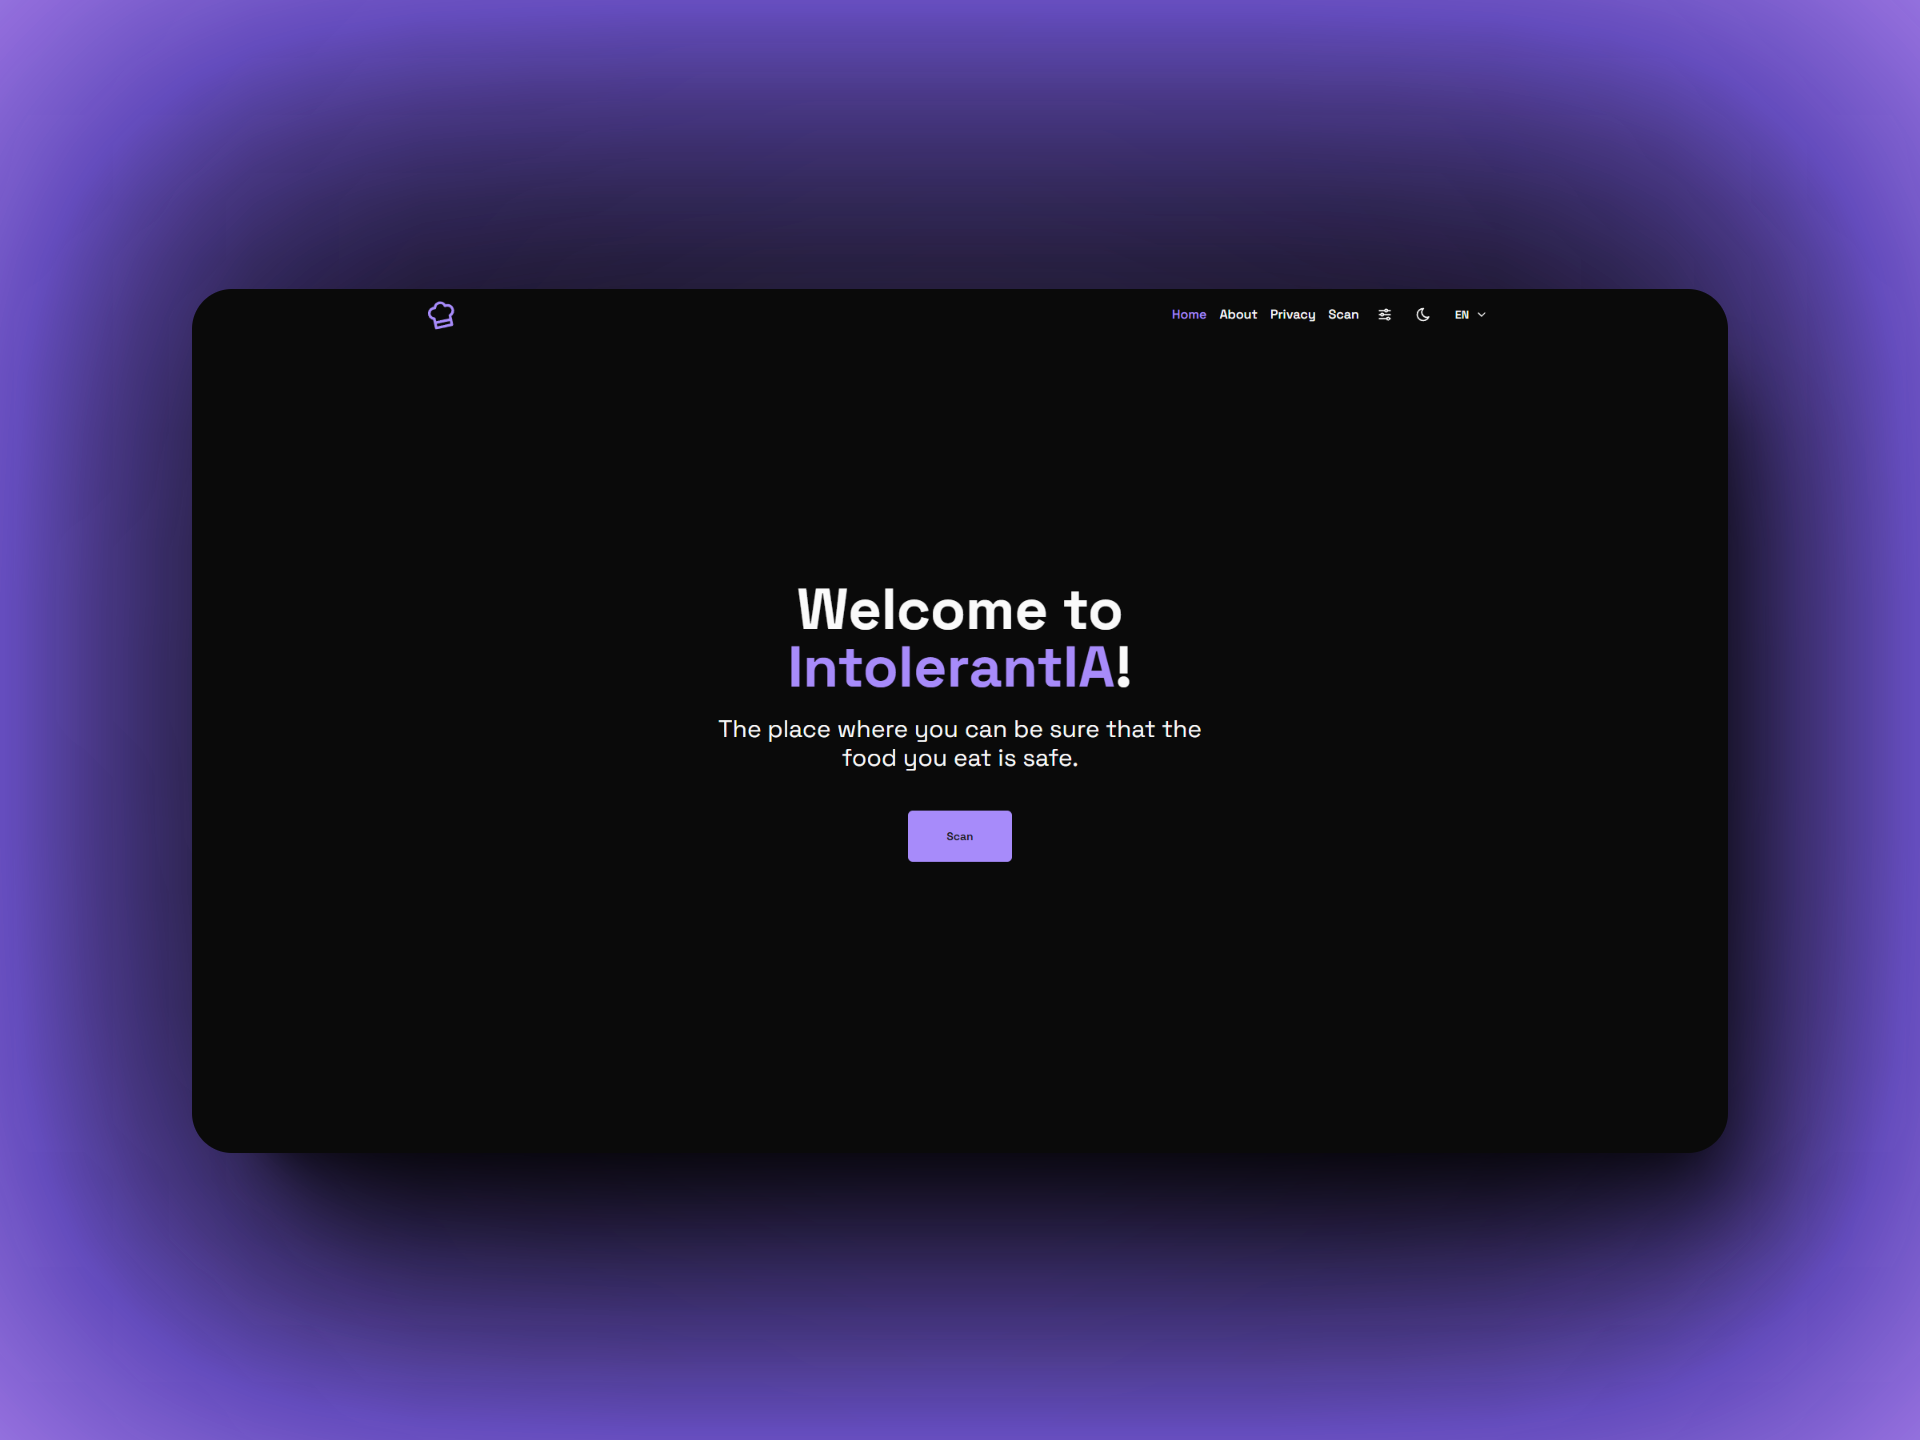 Home About Privacy Scan EN
Welcome to
IntolerantIA!
The place where you can be sure that the
food you eat is safe.
Scan